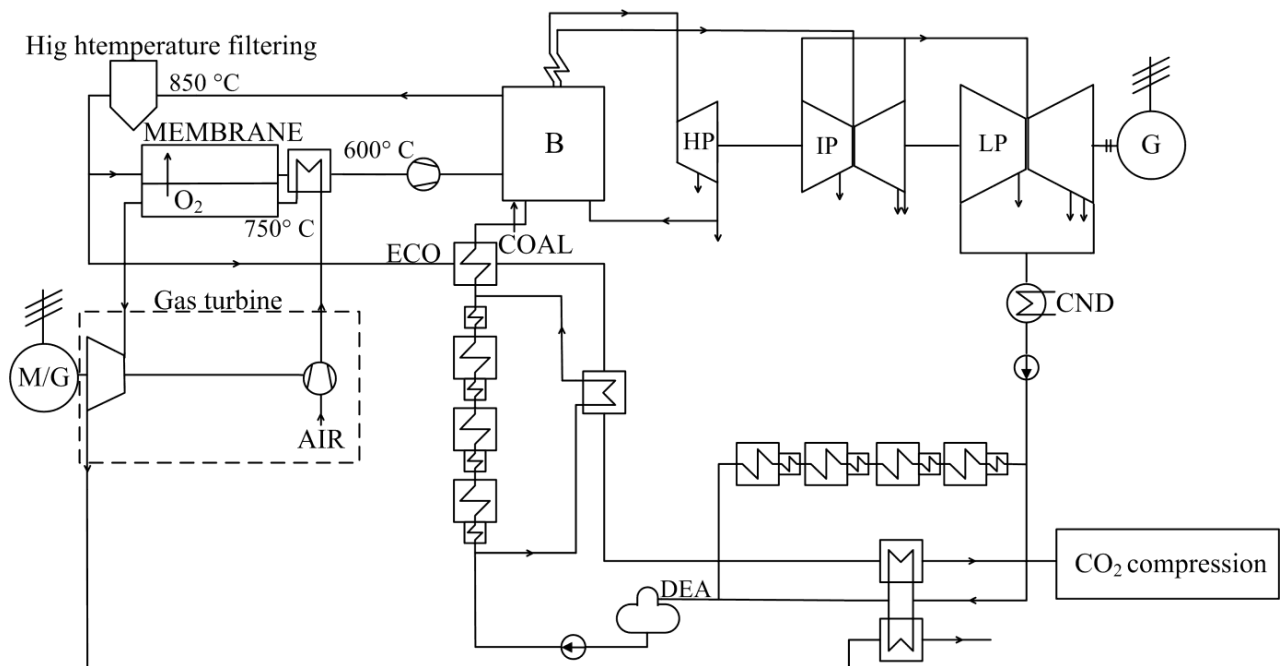 Hig htemperature filtering
850 °C
MEMBRANE
O₂
600° C
750° C
B
HP
IP
LP
G
COAL
ECO
Gas turbine
CND
M/G
AIR
DEA
CO₂ compression